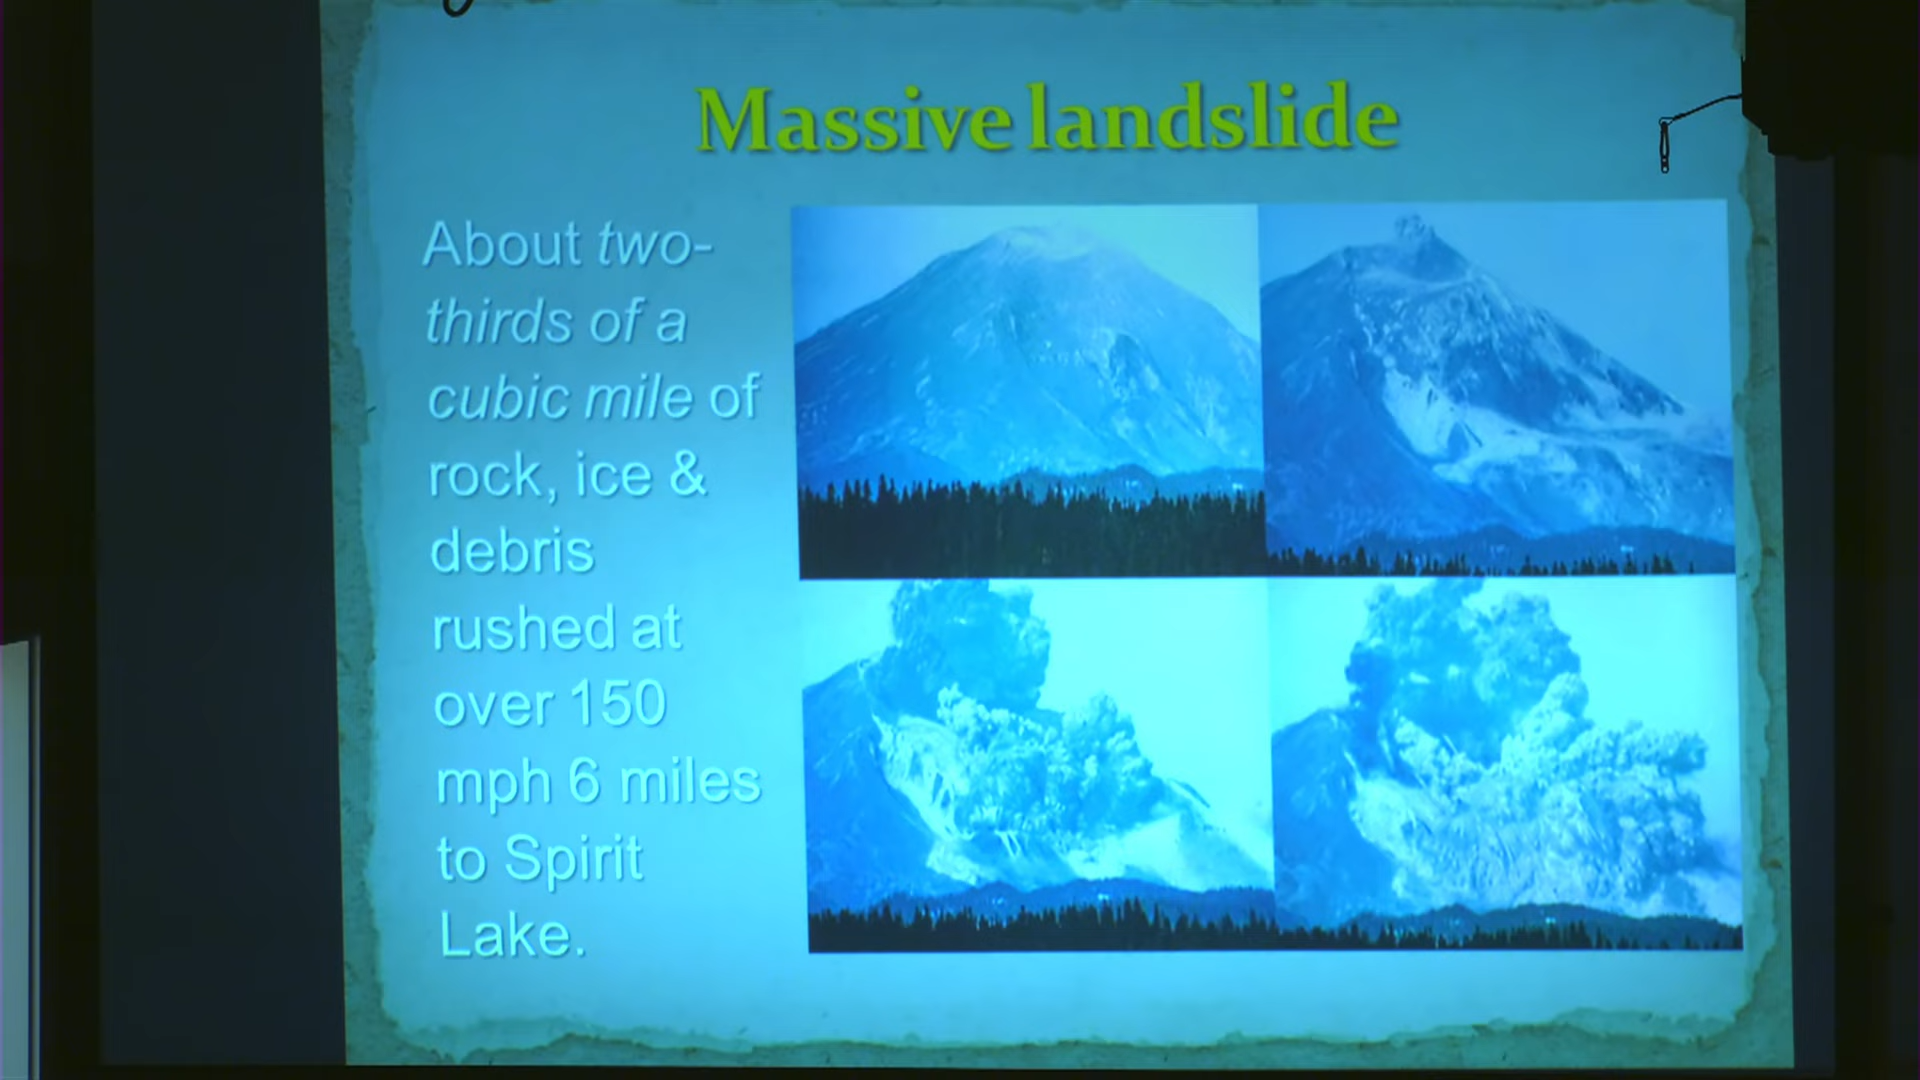 Massive landslide
About two-
thirds of a
cubic mile of
rock, ice &
debris
rushed at
over 150
mph 6 miles
to Spirit
Lake.